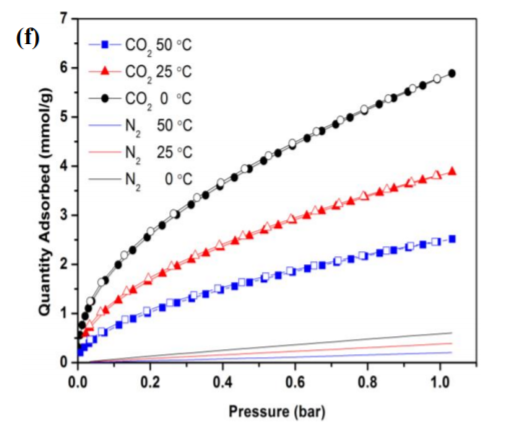 (f)
CO2 50 °C
CO2 25 °C
CO2 0 °C
N2 50 °C
N2 25 °C
N2 0 °C
Quantity Adsorbed (mmol/g)
7
6
5
4
3
2
1
0
0.0 0.2 0.4 0.6 0.8 1.0
Pressure (bar)